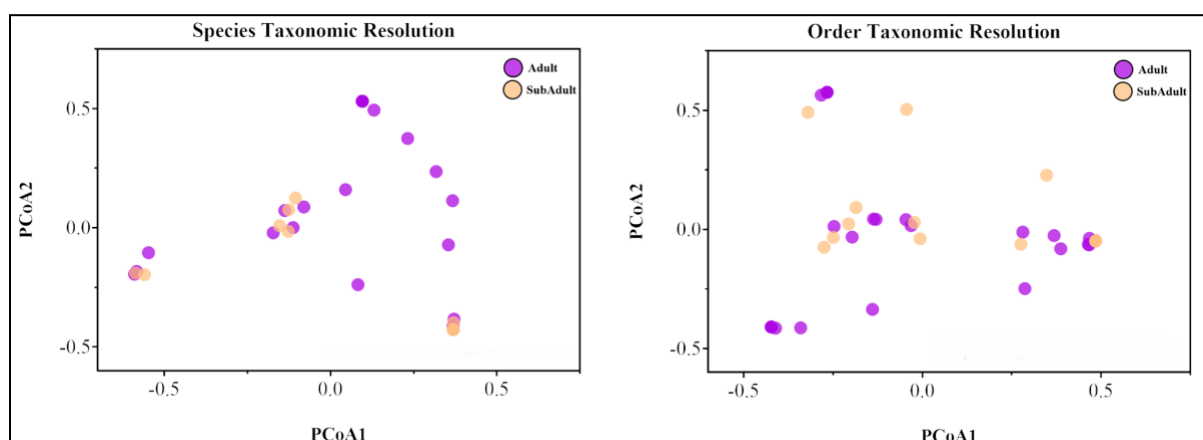 Species Taxonomic Resolution
Adult
SubAdult
0.5
0.0
-0.5
PCoA2
-0.5
0.0
0.5
PCoA1
Order Taxonomic Resolution
Adult
SubAdult
0.5
0.0
-0.5
PCoA2
-0.5
0.0
0.5
PCoA1